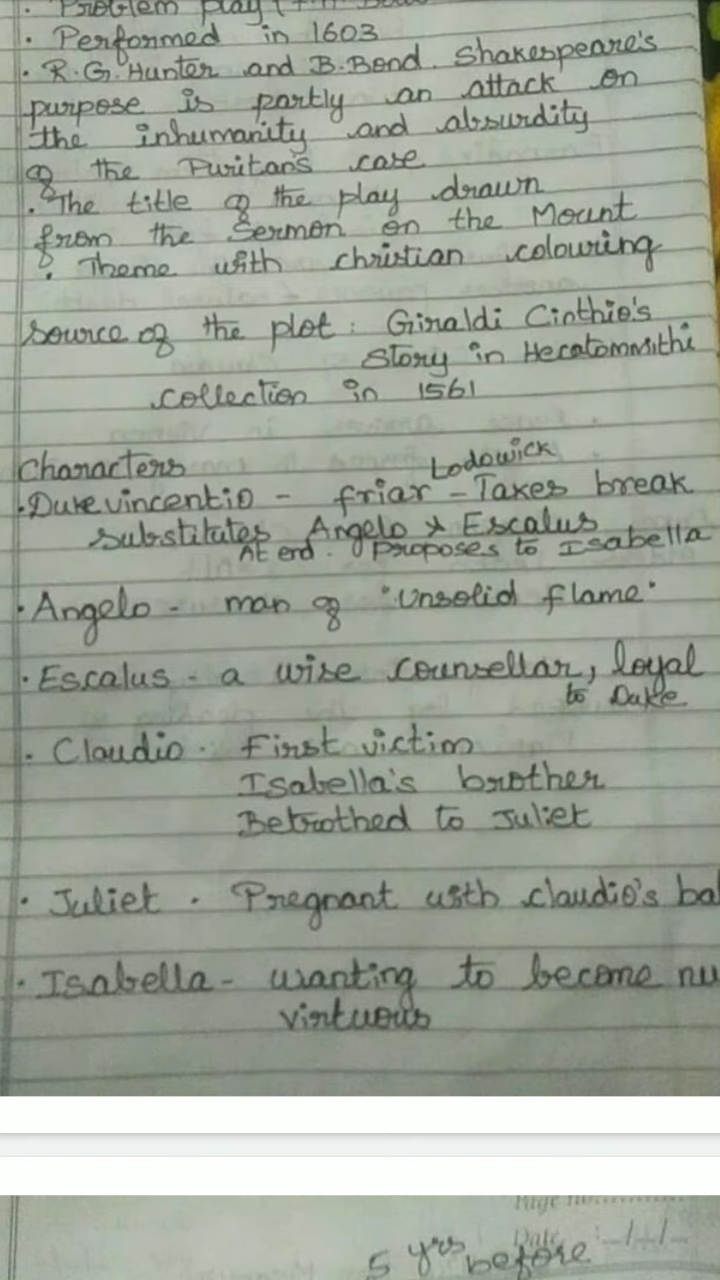 . Problem play (
. Performed in 1603
. R.G. Hunter and B.Bond. Shakespeare's
purpose is partly an attack on
the inhumanity and absurdity
of the Puritan's case
. The title of the play drawn
from the Sermon on the Mount
. Theme with christian colouring
Source of the plot : Giraldi Cinthio's
Story in Hecatommithi
collection in 1561
Characters
Lodowick
. Duke vincentio - friar - Takes break
substitutes Angelo & Escalus
At end. proposes to Isabella
. Angelo - man of "Unsolid flame"
. Escalus - a wise counsellar, loyal
to Duke
. Claudio . First victim
Isabella's brother
Betrothed to Juliet
. Juliet . Pregnant with claudio's ba
. Isabella - wanting to become nu
virtuous
Date
5 yrs before